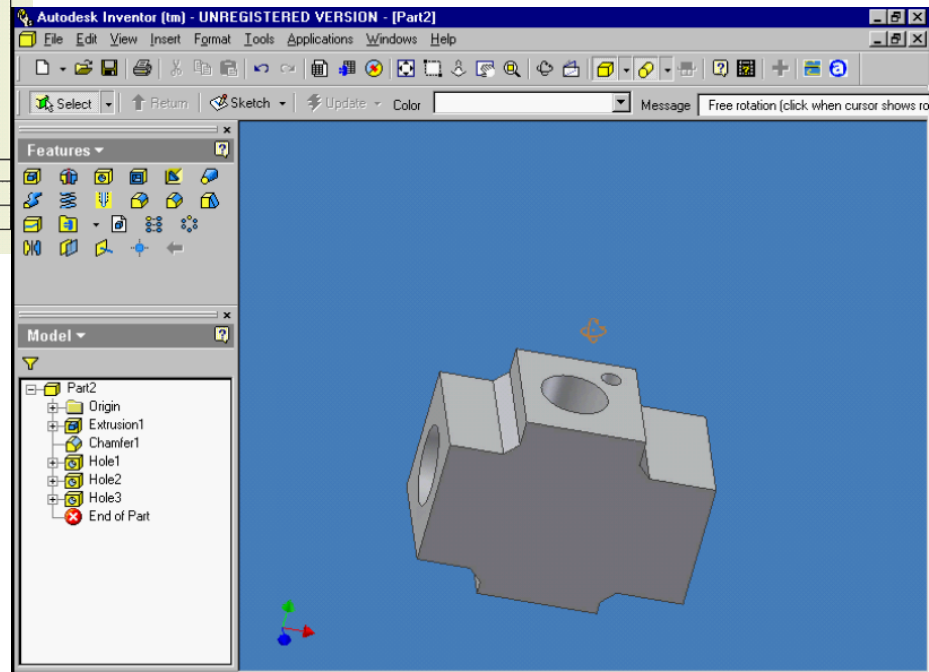 Autodesk Inventor (tm) - UNREGISTERED VERSION - [Part2]
File Edit View Insert Format Tools Applications Windows Help
Select Return Sketch Update Color Message Free rotation (click when cursor shows ro
Features
Model
Part2
Origin
Extrusion1
Chamfer1
Hole1
Hole2
Hole3
End of Part